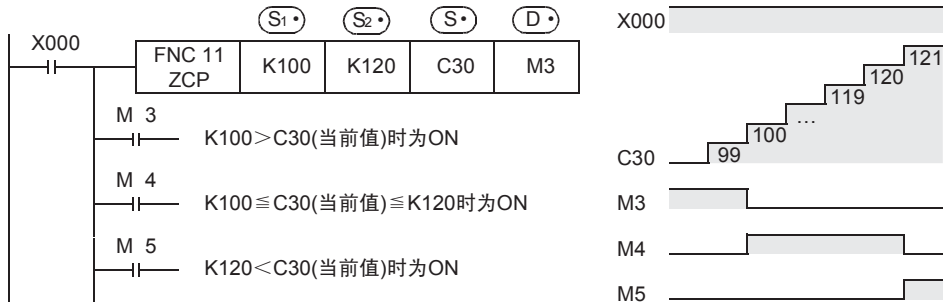 S1• S2• S• D•
X000
FNC 11 ZCP K100 K120 C30 M3
M 3
K100＞C30(当前值)时为ON
M 4
K100≦C30(当前值)≦K120时为ON
M 5
K120＜C30(当前值)时为ON
X000
121
120
119
…
100
99
C30
M3
M4
M5